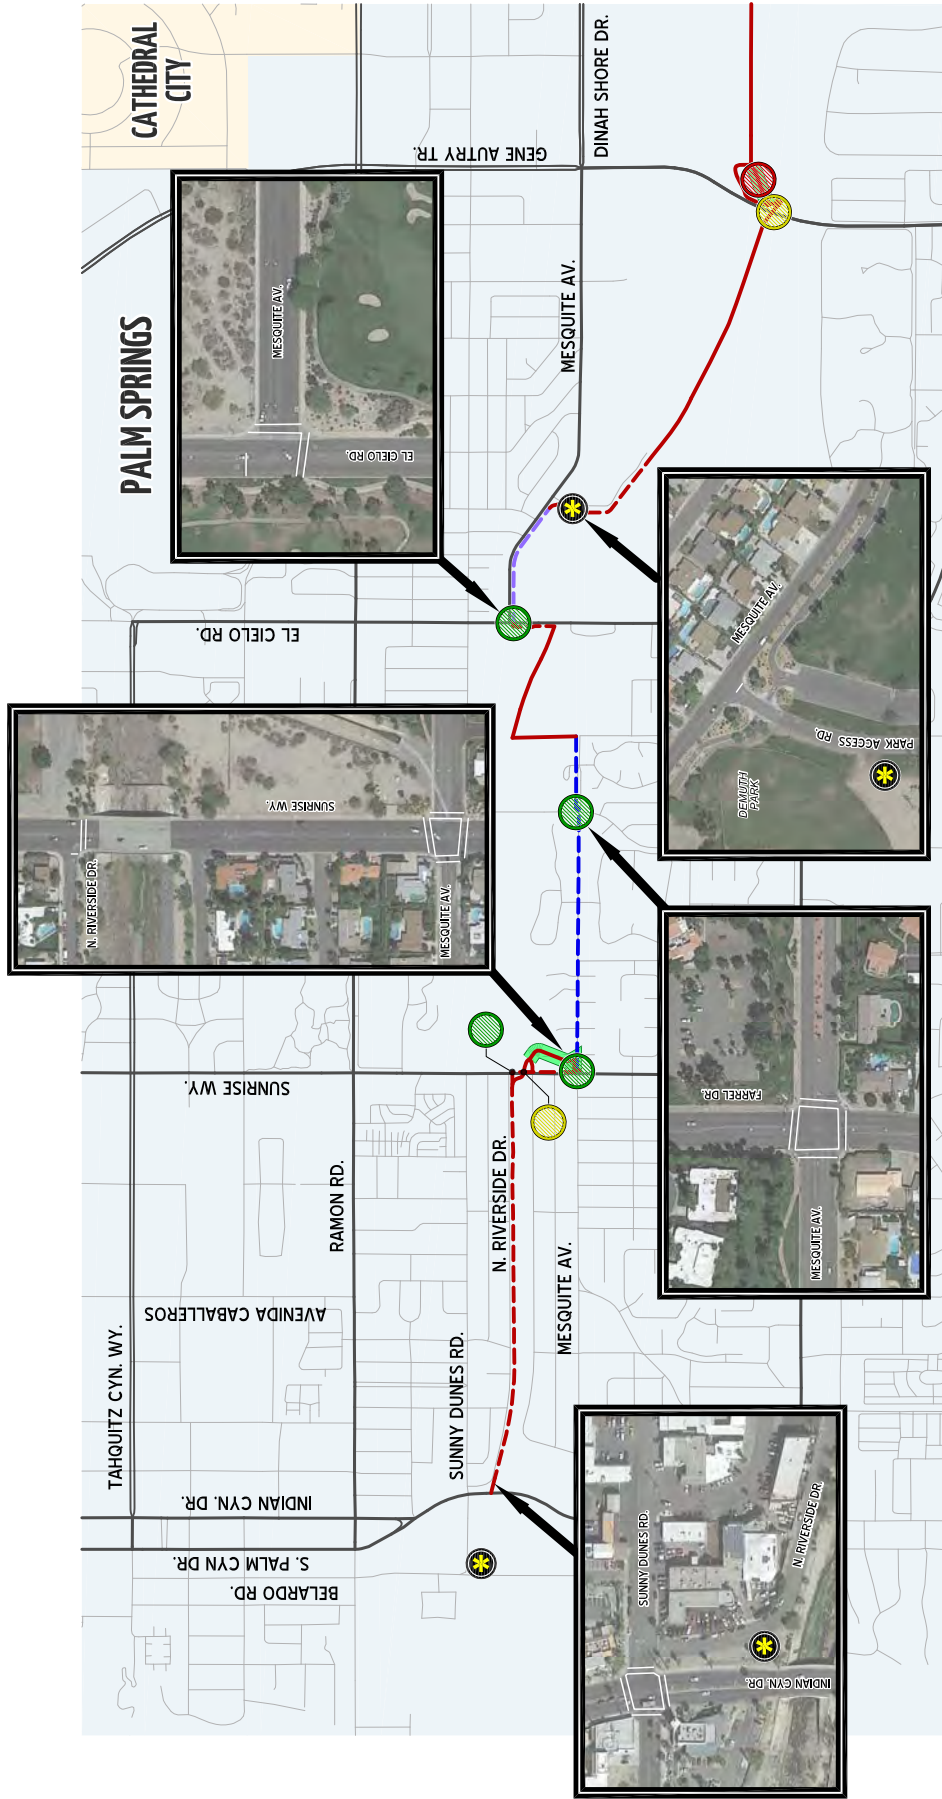 CATHEDRAL
CITY
DINAH SHORE DR.
GENE AUTRY TR.
MESQUITE AV.
PALM SPRINGS
MESQUITE AV.
EL CIELO RD.
EL CIELO RD.
MESQUITE AV.
PARK ACCESS RD.
DEMUTH
PARK
SUNRISE WY.
N. RIVERSIDE DR.
MESQUITE AV.
SUNRISE WY.
FARREL DR.
MESQUITE AV.
N. RIVERSIDE DR.
RAMON RD.
MESQUITE AV.
AVENIDA CABALLEROS
TAHQUITZ CYN. WY.
SUNNY DUNES RD.
INDIAN CYN. DR.
S. PALM CYN DR.
BELARDO RD.
SUNNY DUNES RD.
N. RIVERSIDE DR.
INDIAN CYN. DR.